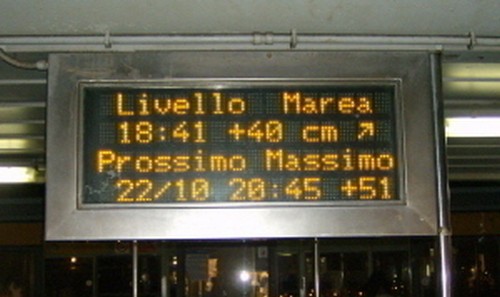 Livello Marea
18:41 +40 cm ↗
Prossimo Massimo
22/10 20:45 +51